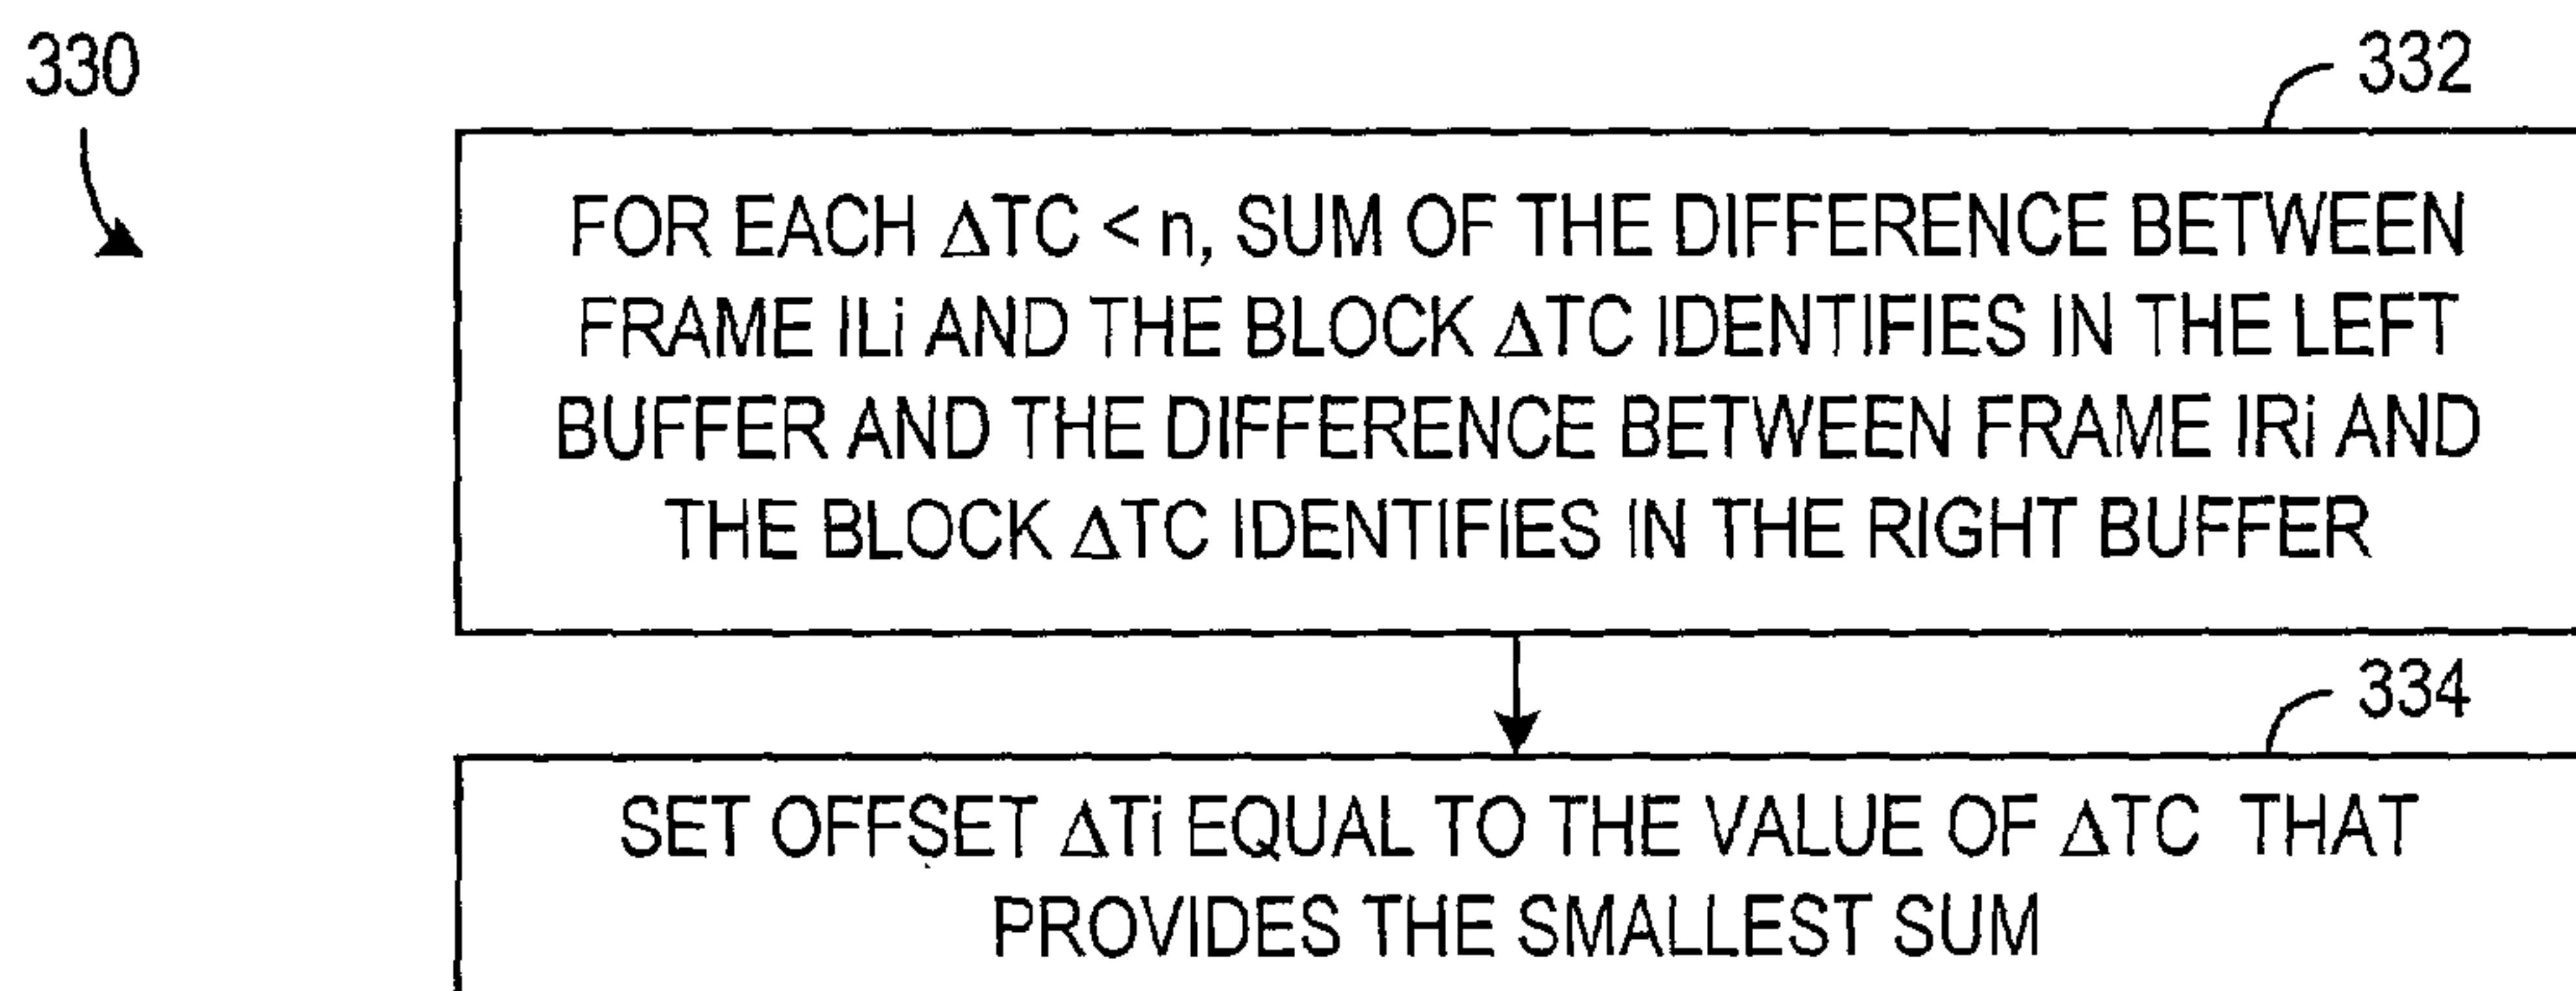 330
332
FOR EACH ΔTC < n, SUM OF THE DIFFERENCE BETWEEN
FRAME ILi AND THE BLOCK ΔTC IDENTIFIES IN THE LEFT
BUFFER AND THE DIFFERENCE BETWEEN FRAME IRi AND
THE BLOCK ΔTC IDENTIFIES IN THE RIGHT BUFFER
334
SET OFFSET ΔTi EQUAL TO THE VALUE OF ΔTC THAT
PROVIDES THE SMALLEST SUM